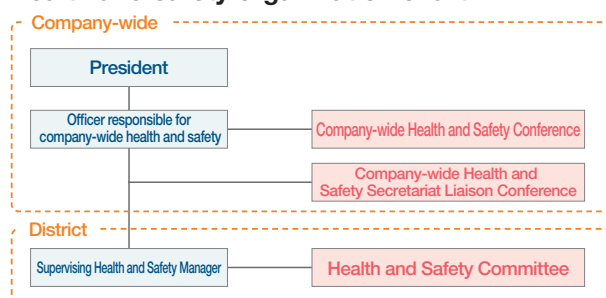 Company-wide
President
Officer responsible for
company-wide health and safety
Company-wide Health and Safety Conference
Company-wide Health and
Safety Secretariat Liaison Conference
District
Supervising Health and Safety Manager
Health and Safety Committee